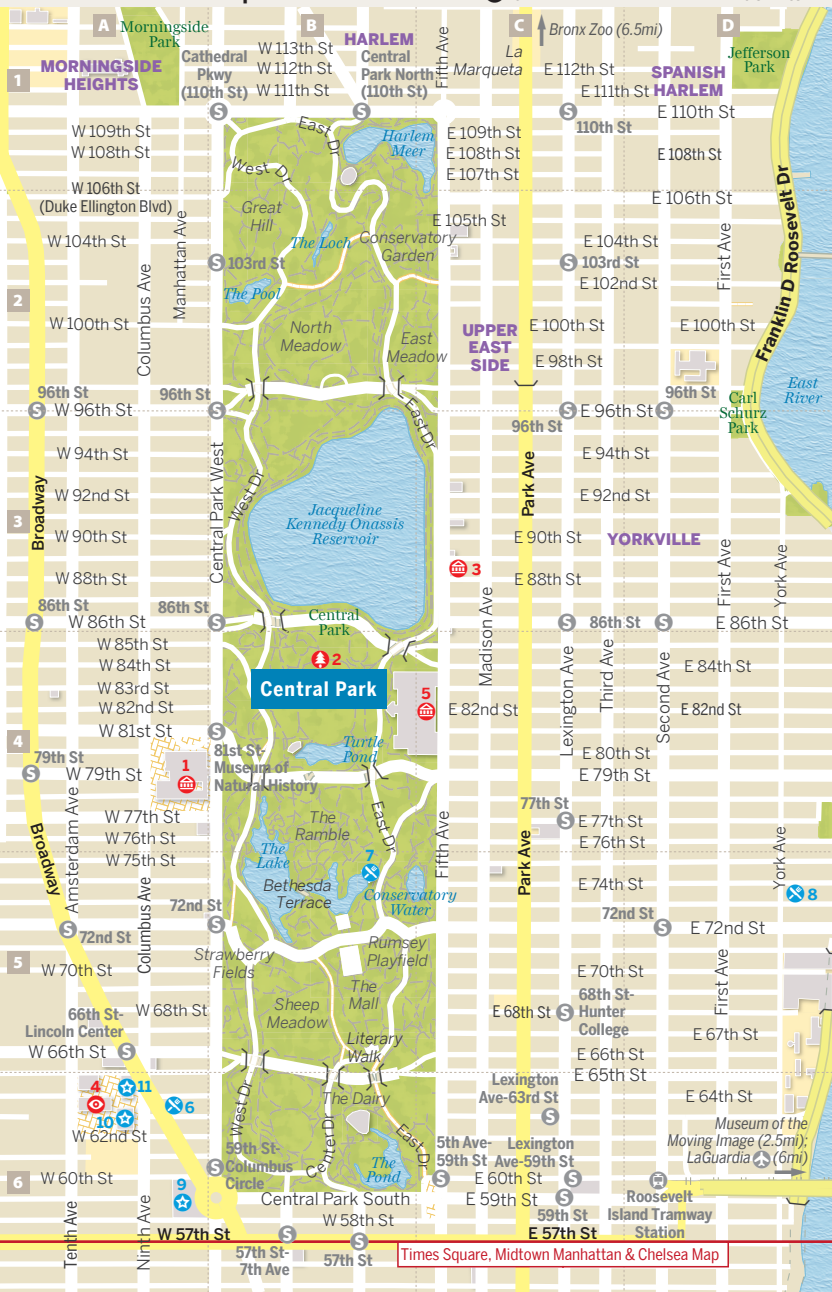 A
B
C
D
Morningside
Park
HARLEM
Bronx Zoo (6.5mi)
W 113th St
W 112th St
W 111th St
Cathedral
Pkwy
(110th St)
Central
Park North
(110th St)
Fifth Ave
La
Marqueta
E 112th St
E 111th St
SPANISH
HARLEM
Jefferson
Park
1
MORNINGSIDE
HEIGHTS
E 110th St
110th St
W 109th St
W 108th St
East Dr
Harlem
Meer
E 109th St
E 108th St
E 107th St
E 108th St
West Dr
W 106th St
(Duke Ellington Blvd)
E 106th St
Great
Hill
E 105th St
W 104th St
Manhattan Ave
The Loch
Conservatory
Garden
E 104th St
First Ave
Franklin D Roosevelt Dr
103rd St
103rd St
E 102nd St
Columbus Ave
The Pool
2
W 100th St
North
Meadow
East
Meadow
UPPER
EAST
SIDE
E 100th St
E 100th St
E 98th St
96th St
W 96th St
96th St
East Dr
96th St
E 96th St
96th St
Carl
Schurz
Park
East
River
W 94th St
E 94th St
Central Park West
West Dr
Park Ave
W 92nd St
E 92nd St
3
Broadway
Jacqueline
Kennedy Onassis
Reservoir
W 90th St
E 90th St
YORKVILLE
W 88th St
3
E 88th St
First Ave
York Ave
86th St
W 86th St
86th St
Central
Park
Madison Ave
86th St
E 86th St
W 85th St
W 84th St
W 83rd St
W 82nd St
W 81st St
2
Central Park
5
E 82nd St
Lexington Ave
Third Ave
Second Ave
E 84th St
E 82nd St
4
79th St
W 79th St
1
81st St-
Museum of
Natural History
Turtle
Pond
E 80th St
E 79th St
Amsterdam Ave
W 77th St
W 76th St
W 75th St
The
Ramble
East Dr
Fifth Ave
77th St
E 77th St
E 76th St
Broadway
The
Lake
7
Park Ave
York Ave
Columbus Ave
Bethesda
Terrace
Conservatory
Water
E 74th St
8
72nd St
72nd St
72nd St
E 72nd St
5
W 70th St
Strawberry
Fields
Rumsey
Playfield
E 70th St
First Ave
The
Mall
66th St-
Lincoln Center
W 68th St
Sheep
Meadow
E 68th St
68th St-
Hunter
College
E 67th St
W 66th St
Literary
Walk
E 66th St
E 65th St
4
11
10
6
West Dr
The Dairy
Lexington
Ave-63rd St
E 64th St
W 62nd St
Center Dr
East Dr
Museum of the
Moving Image (2.5mi);
LaGuardia (6mi)
59th St-
Columbus
Circle
The
Pond
5th Ave-
59th St
Lexington
Ave-59th St
6
W 60th St
9
E 60th St
E 59th St
59th St
Roosevelt
Island Tramway
Station
Central Park South
Tenth Ave
Ninth Ave
W 58th St
W 57th St
E 57th St
57th St-
7th Ave
57th St
Times Square, Midtown Manhattan & Chelsea Map